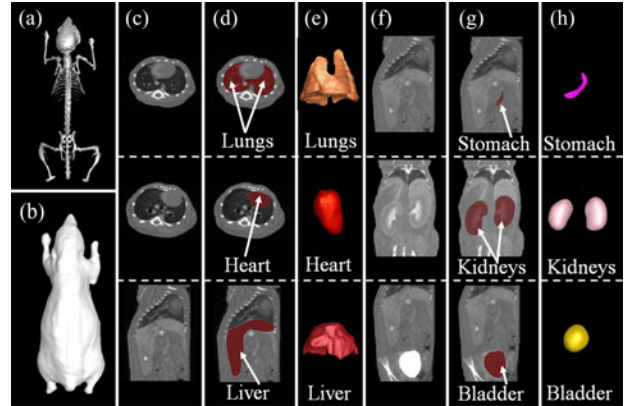 (a) (c) (d) (e) (f) (g) (h)
Lungs Lungs Stomach Stomach
(b)
Heart Heart Kidneys Kidneys
Liver Liver Bladder Bladder